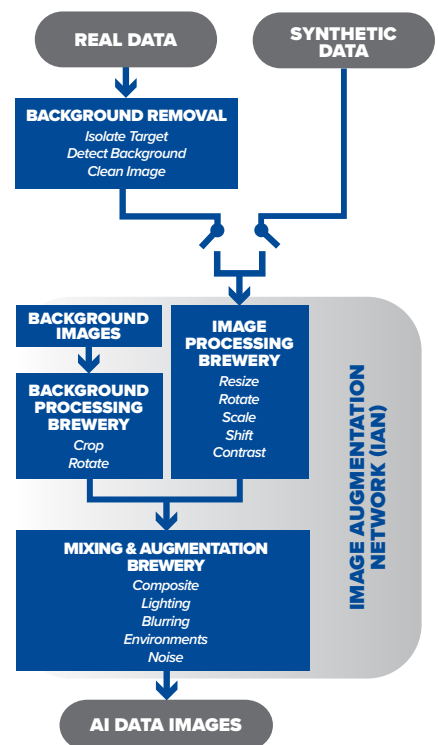 REAL DATA
SYNTHETIC
DATA
BACKGROUND REMOVAL
Isolate Target
Detect Background
Clean Image
BACKGROUND
IMAGES
BACKGROUND
PROCESSING
BREWERY
Crop
Rotate
IMAGE
PROCESSING
BREWERY
Resize
Rotate
Scale
Shift
Contrast
IMAGE AUGMENTATION
NETWORK (IAN)
MIXING & AUGMENTATION
BREWERY
Composite
Lighting
Blurring
Environments
Noise
AI DATA IMAGES